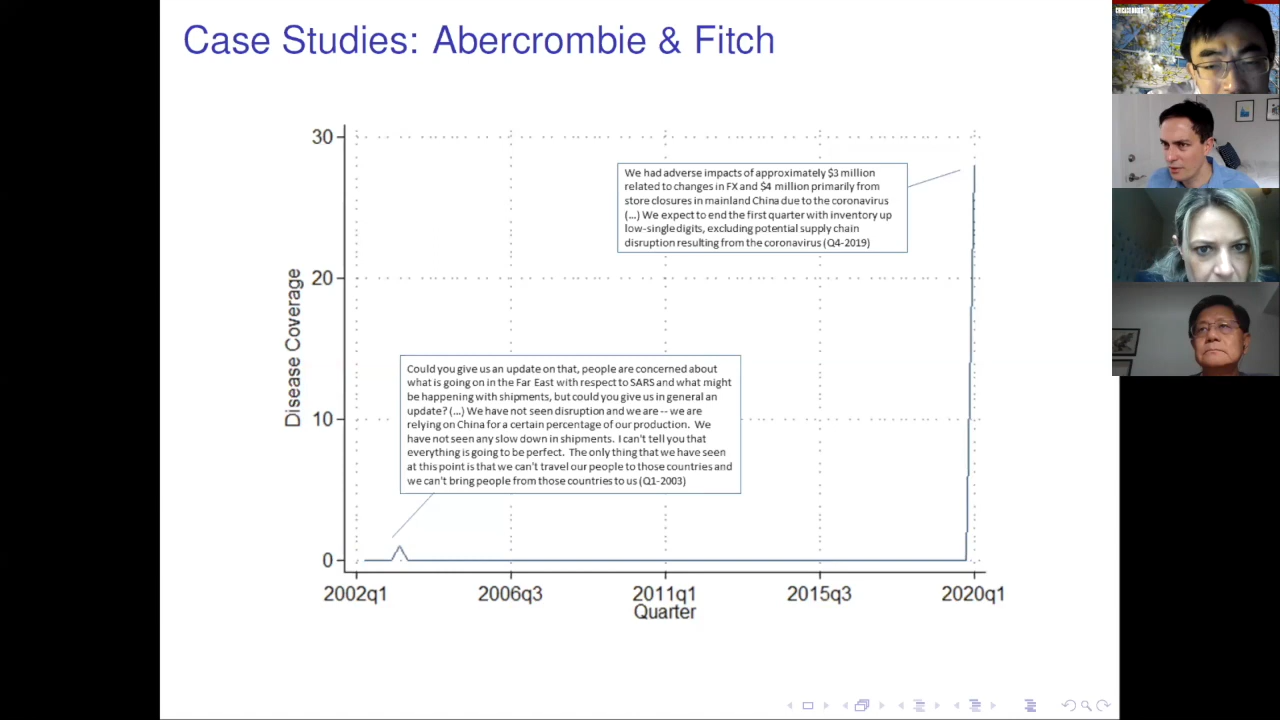 Case Studies: Abercrombie & Fitch
30
We had adverse impacts of approximately $3 million
related to changes in FX and $4 million primarily from
store closures in mainland China due to the coronavirus
(...) We expect to end the first quarter with inventory up
low-single digits, excluding potential supply chain
disruption resulting from the coronavirus (Q4-2019)
20
Disease Coverage
Could you give us an update on that, people are concerned about
what is going on in the Far East with respect to SARS and what might
be happening with shipments, but could you give us in general an
update? (...) We have not seen disruption and we are -- we are
relying on China for a certain percentage of our production. We
have not seen any slow down in shipments. I can't tell you that
everything is going to be perfect. The only thing that we have seen
at this point is that we can't travel our people to those countries and
we can't bring people from those countries to us (Q1-2003)
10
0
2002q1 2006q3 2011q1 2015q3 2020q1
Quarter